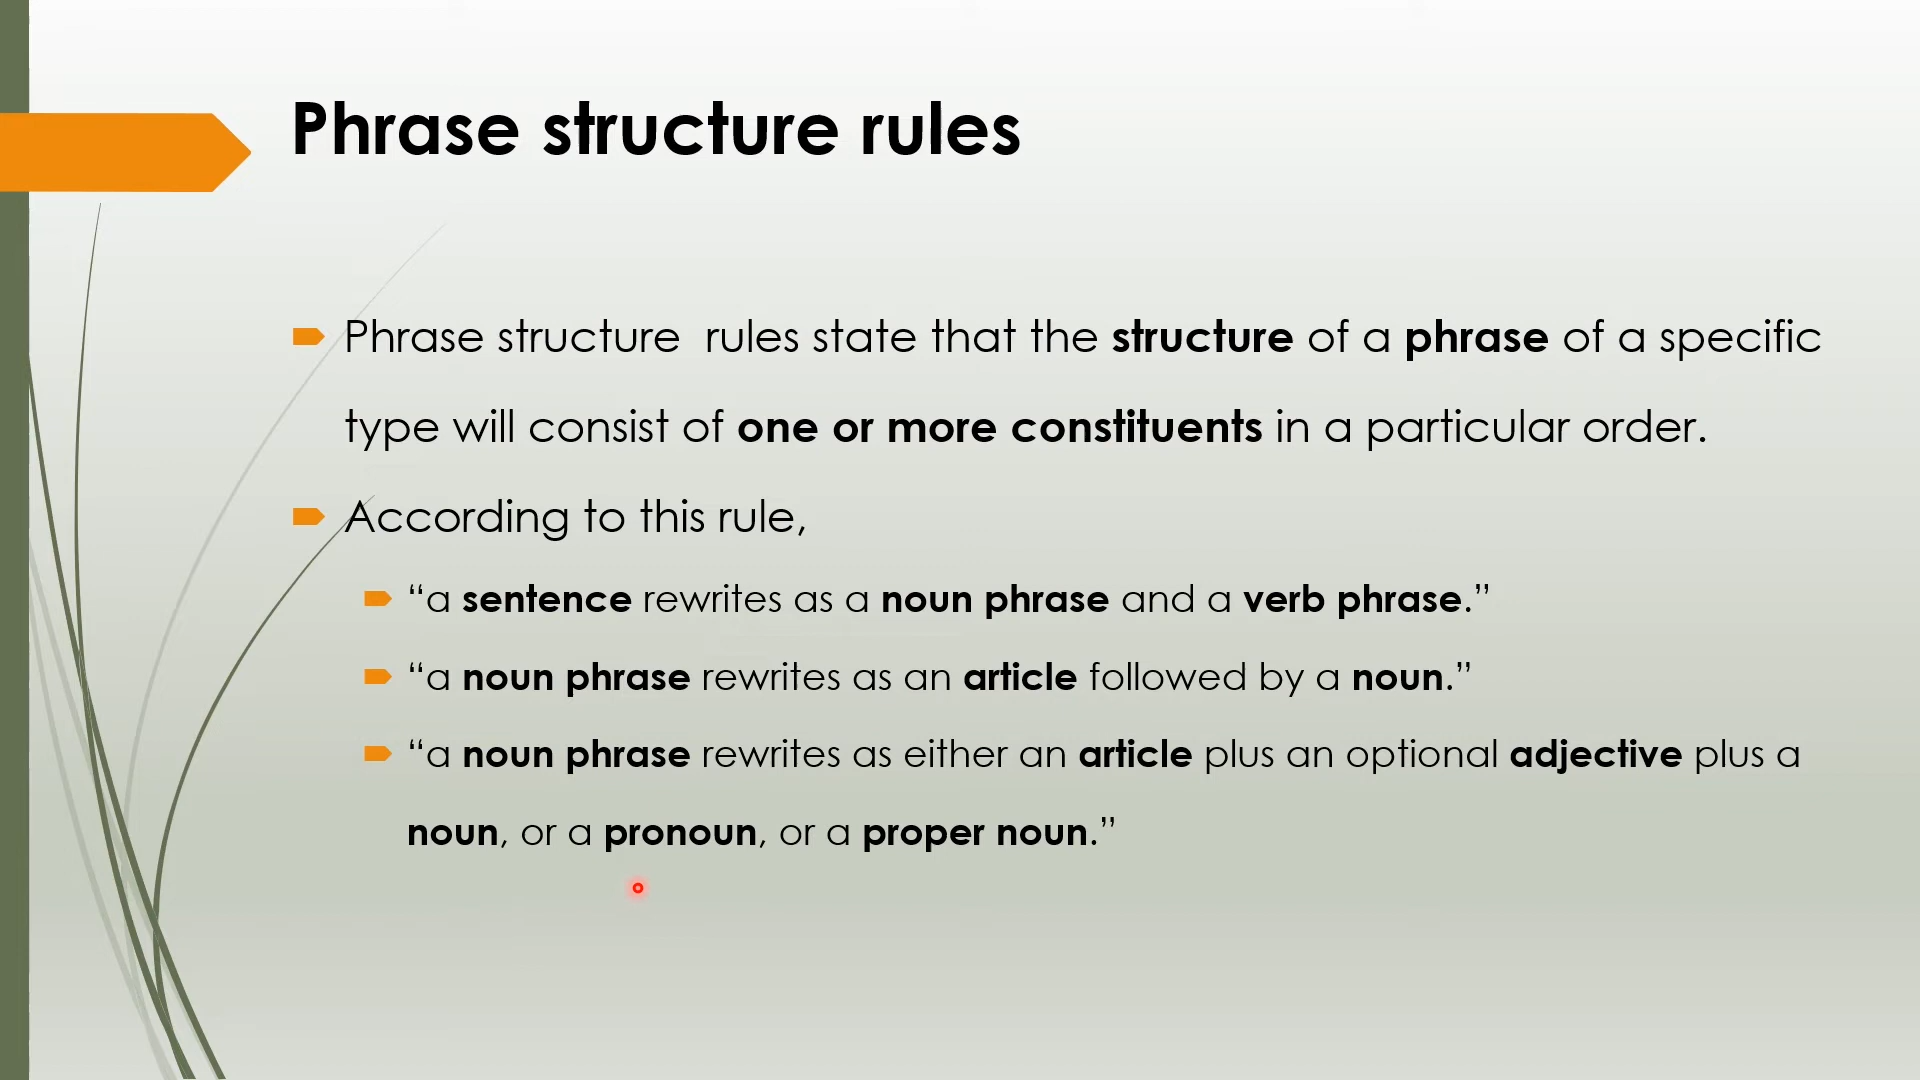 Phrase structure rules
Phrase structure  rules state that the structure of a phrase of a specific
type will consist of one or more constituents in a particular order.
According to this rule,
“a sentence rewrites as a noun phrase and a verb phrase.”
“a noun phrase rewrites as an article followed by a noun.”
“a noun phrase rewrites as either an article plus an optional adjective plus a
noun, or a pronoun, or a proper noun.”